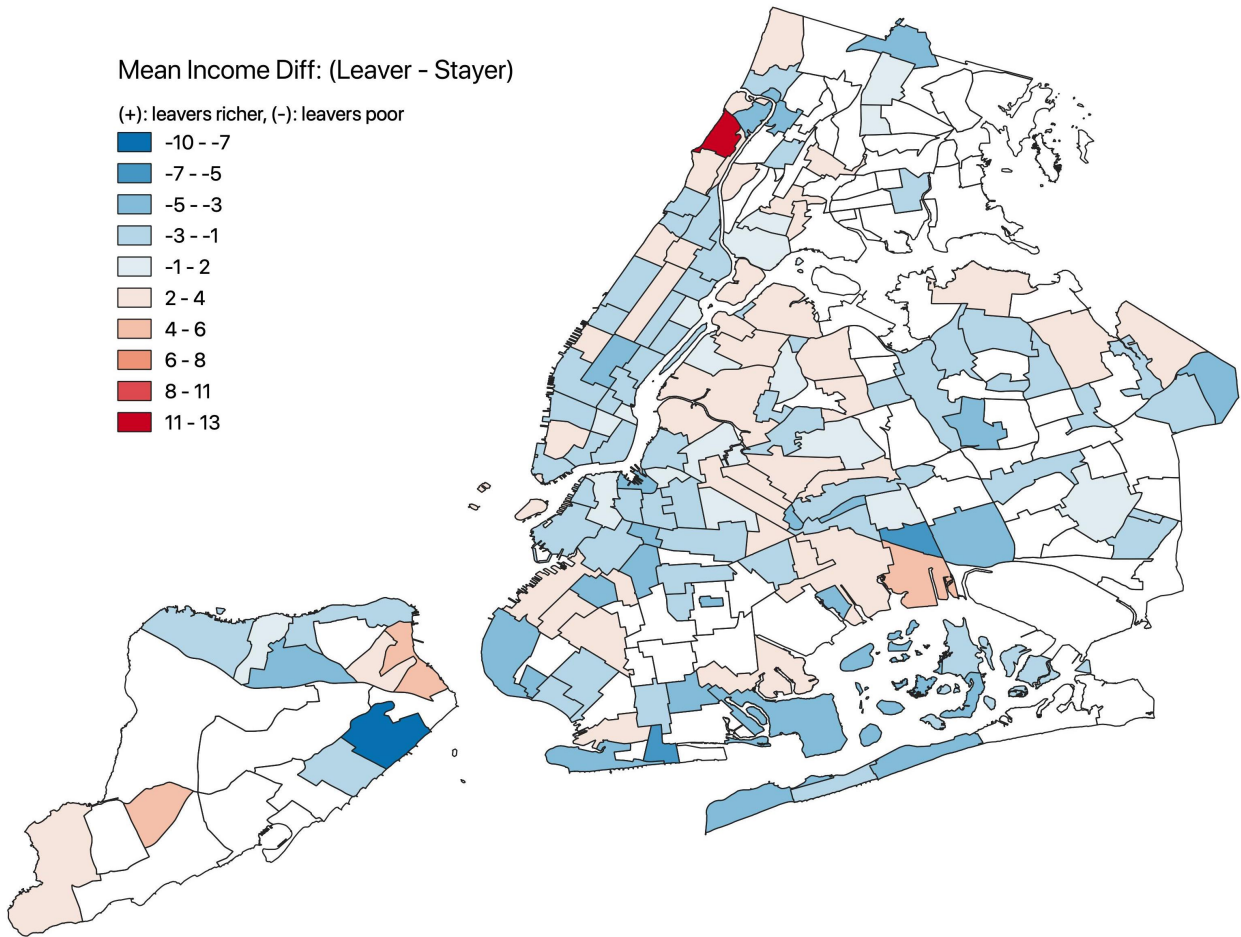 Mean Income Diff: (Leaver - Stayer)
(+): leavers richer, (-): leavers poor
-10 - -7
-7 - -5
-5 - -3
-3 - -1
-1 - 2
2 - 4
4 - 6
6 - 8
8 - 11
11 - 13